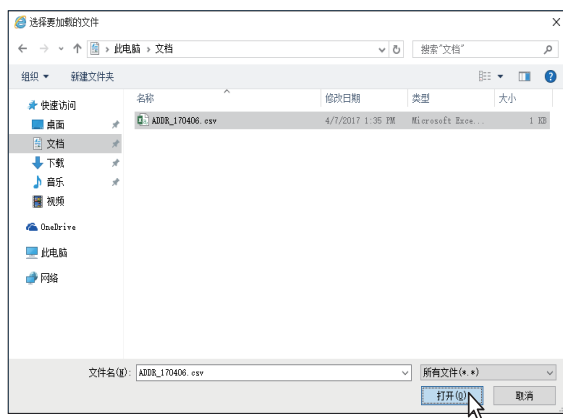 选择要加载的文件
此电脑 › 文档
搜索"文档"
组织 新建文件夹
名称 修改日期 类型 大小
ADDR_170406.csv 4/7/2017 1:35 PM Microsoft Exce... 1 KB
快速访问
桌面
文档
下载
音乐
视频
OneDrive
此电脑
网络
文件名(N): ADDR_170406.csv 所有文件(*.*)
打开(O) 取消